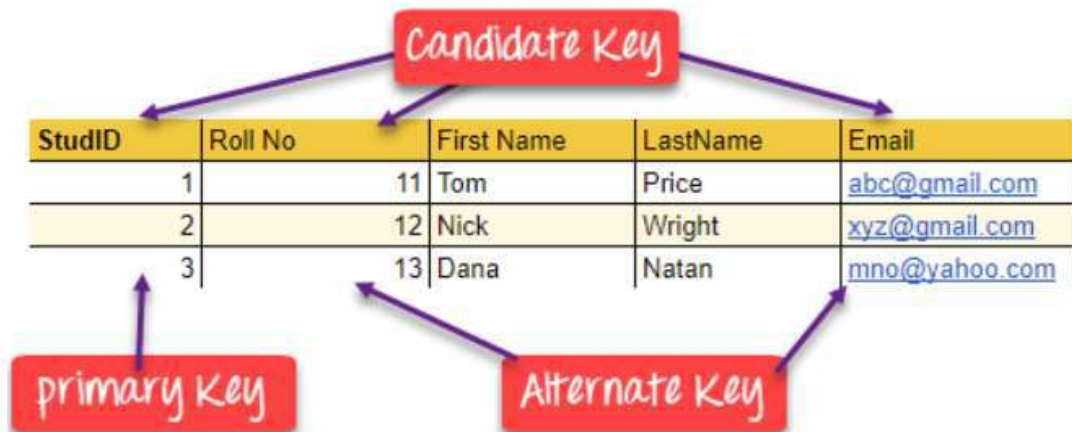 Candidate Key
StudID Roll No First Name LastName Email
1 11 Tom Price abc@gmail.com
2 12 Nick Wright xyz@gmail.com
3 13 Dana Natan mno@yahoo.com
primary Key Alternate Key